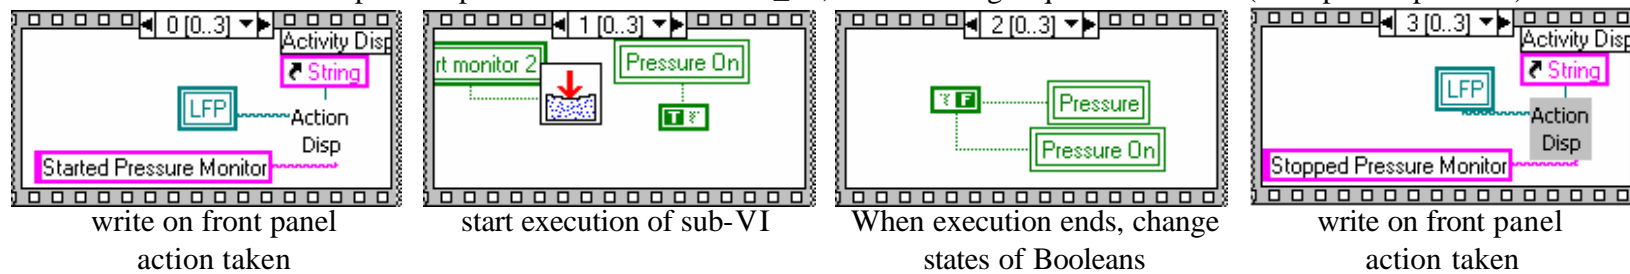 0 [0..3]
Activity Disp
String
LFP
Action
Disp
Started Pressure Monitor
write on front panel
action taken
1 [0..3]
rt monitor 2
Pressure On
T
start execution of sub-VI
2 [0..3]
F
Pressure
Pressure On
When execution ends, change
states of Booleans
3 [0..3]
Activity Disp
String
LFP
Action
Disp
Stopped Pressure Monitor
write on front panel
action taken